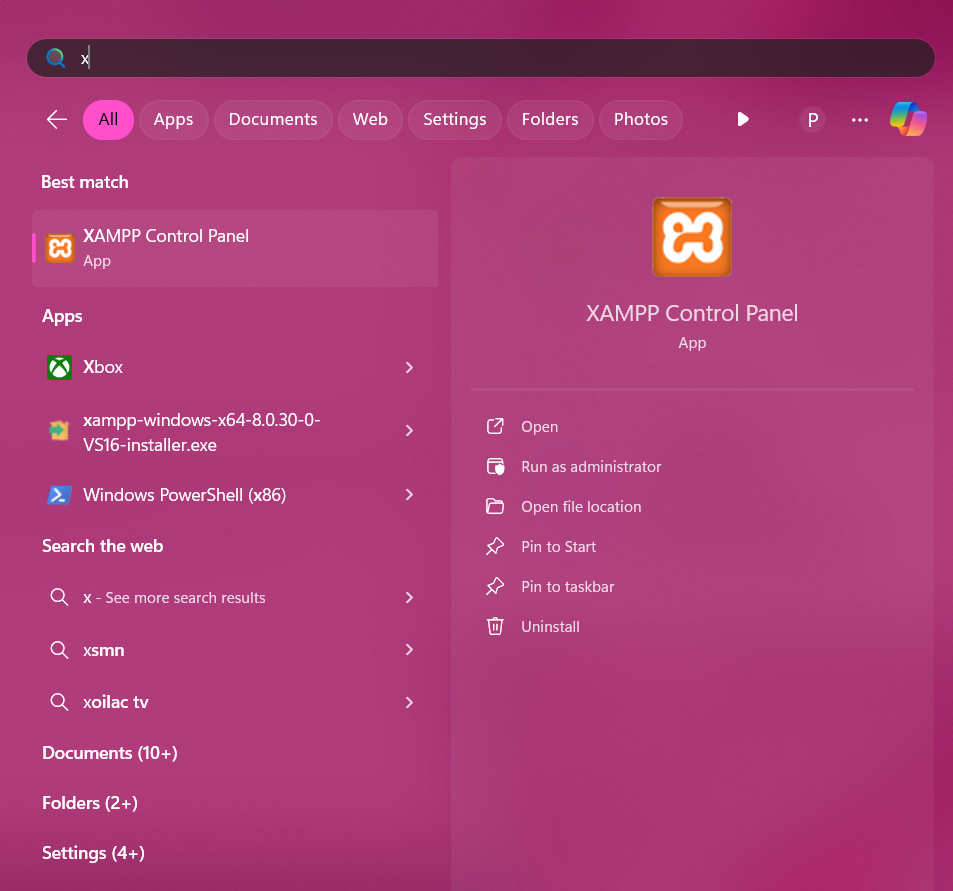 x
All
Apps
Documents
Web
Settings
Folders
Photos
P
Best match
XAMPP Control Panel
App
Apps
Xbox
xampp-windows-x64-8.0.30-0-
VS16-installer.exe
Windows PowerShell (x86)
Search the web
x - See more search results
xsmn
xoilac tv
Documents (10+)
Folders (2+)
Settings (4+)
XAMPP Control Panel
App
Open
Run as administrator
Open file location
Pin to Start
Pin to taskbar
Uninstall